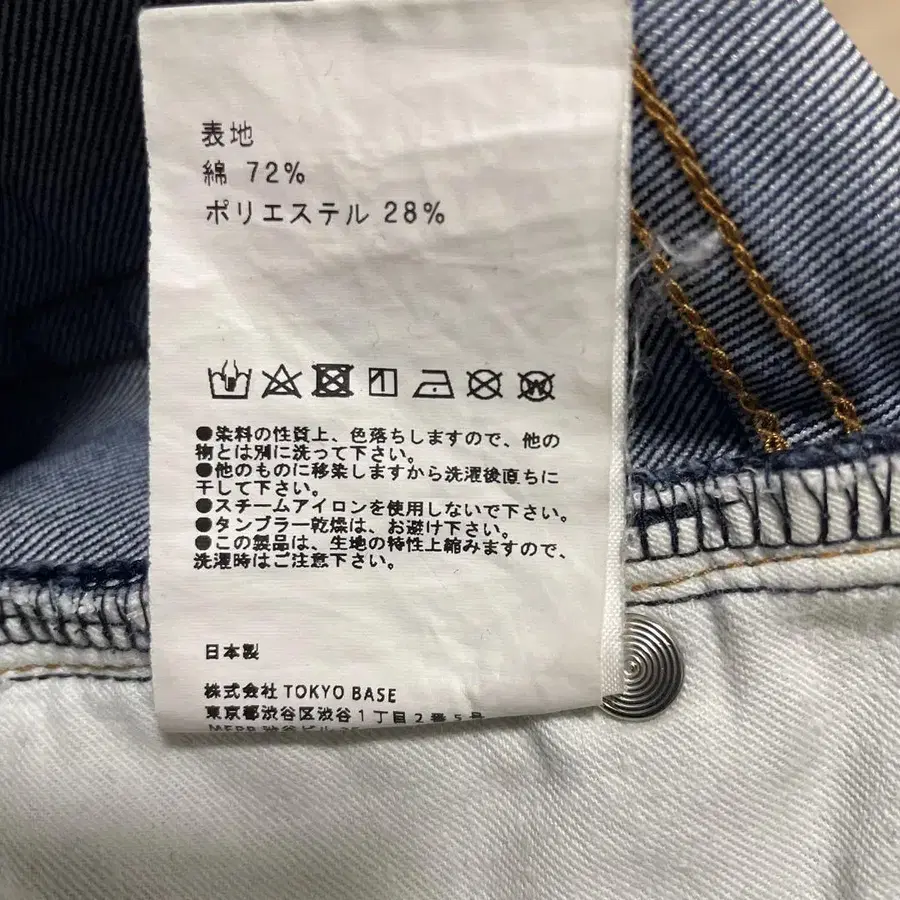 表地
綿 72%
ポリエステル 28%
●染料の性質上、色落ちしますので、他の
物とは別に洗って下さい。
●他のものに移染しますから洗濯後直ちに
干して下さい。
●スチームアイロンを使用しないで下さい。
●タンブラー乾燥は、お避け下さい。
●この製品は、生地の特性上縮みますので、
洗濯時はご注意下さい。
日本製
株式会社 TOKYO BASE
東京都渋谷区渋谷1丁目2番5号
渋谷ビル